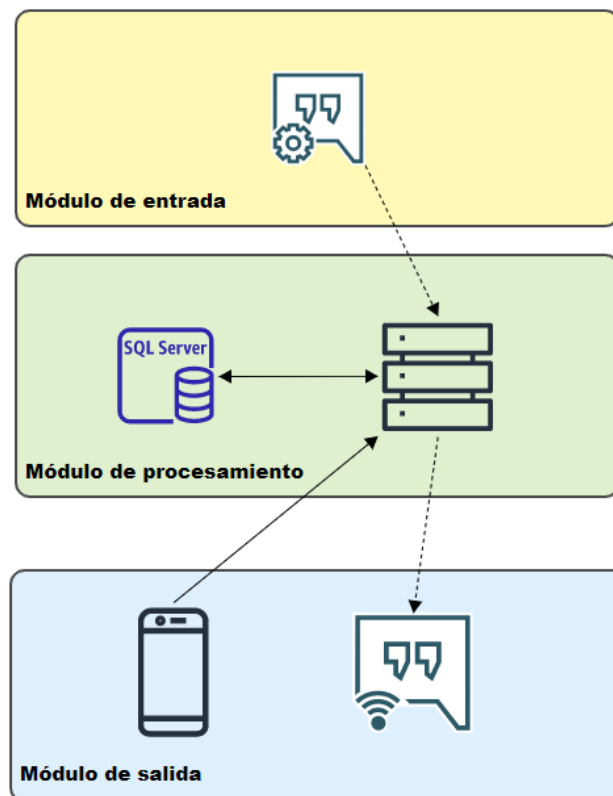 Módulo de entrada
SQL Server
Módulo de procesamiento
Módulo de salida